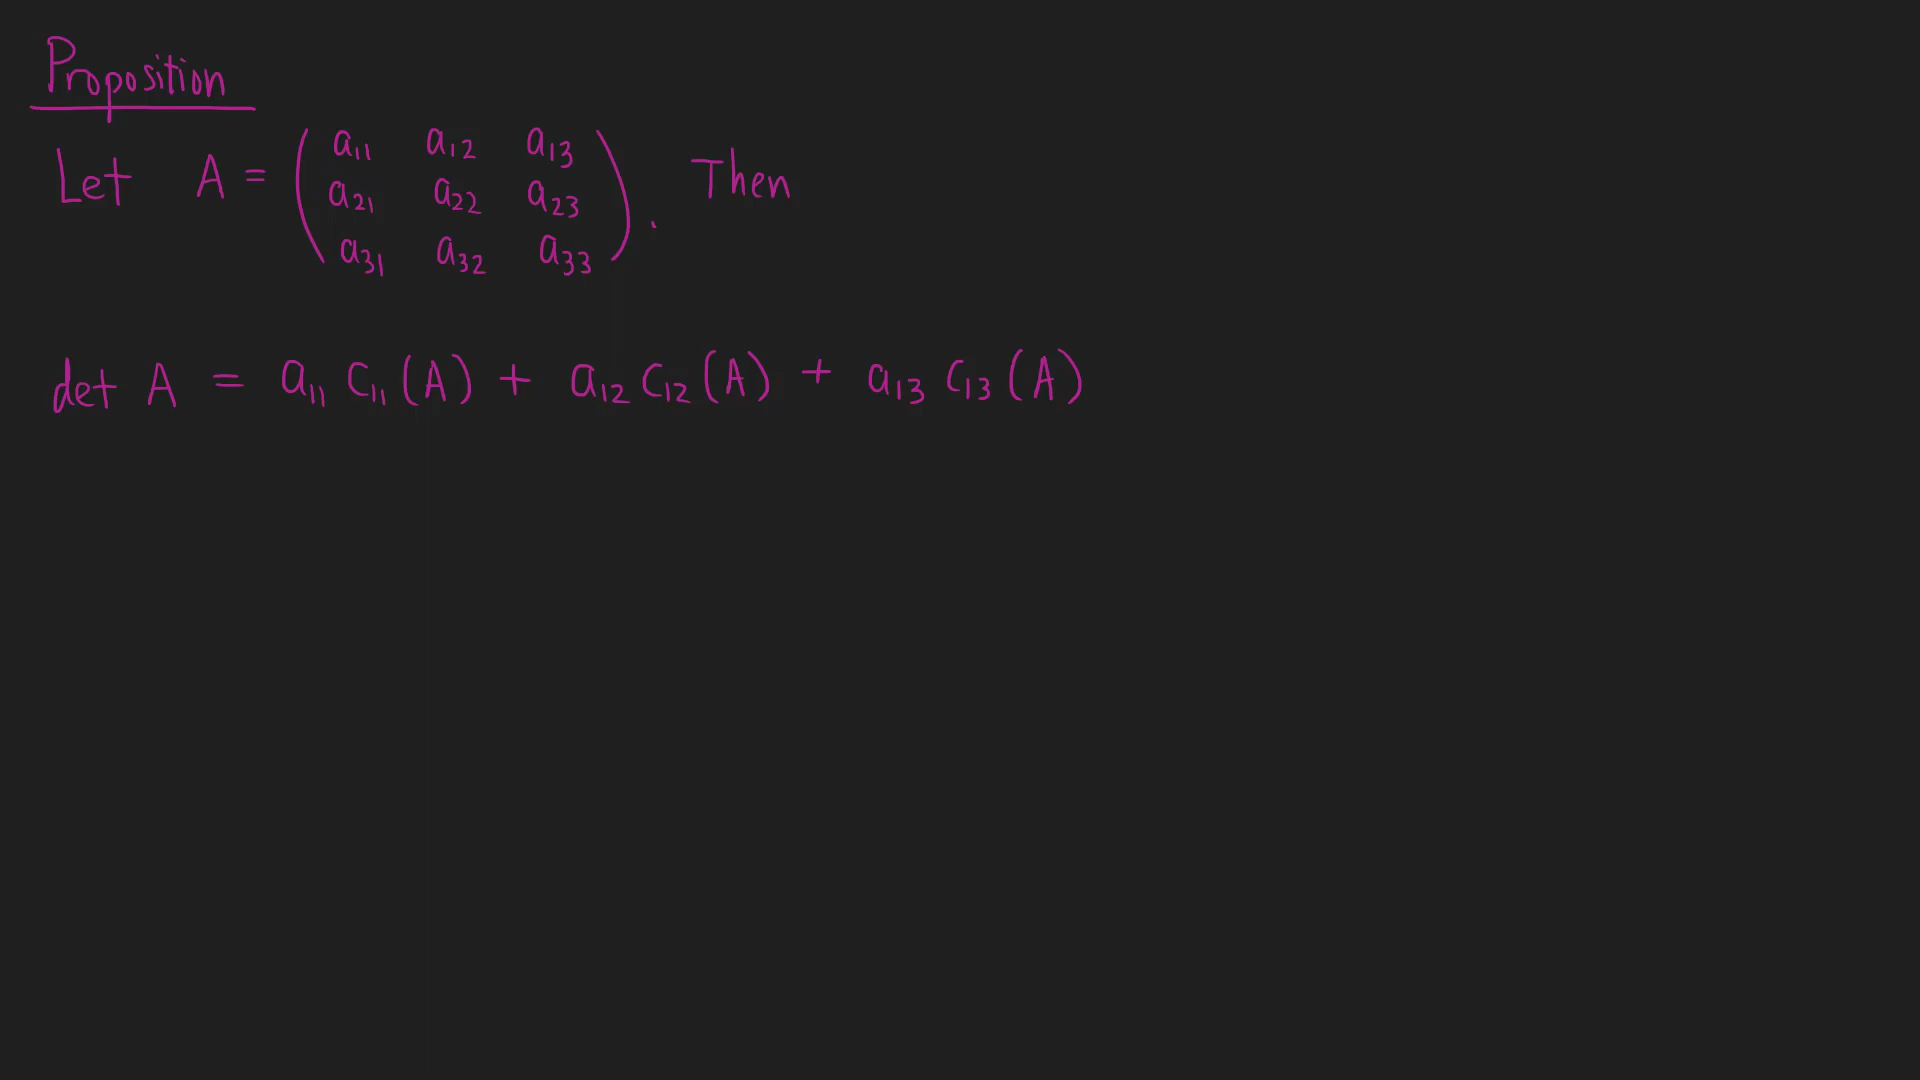 Proposition
Let A = ( a₁₁ a₁₂ a₁₃
a₂₁ a₂₂ a₂₃
a₃₁ a₃₂ a₃₃ ) . Then
det A = a₁₁ C₁₁ (A) + a₁₂ C₁₂ (A) + a₁₃ C₁₃ (A)